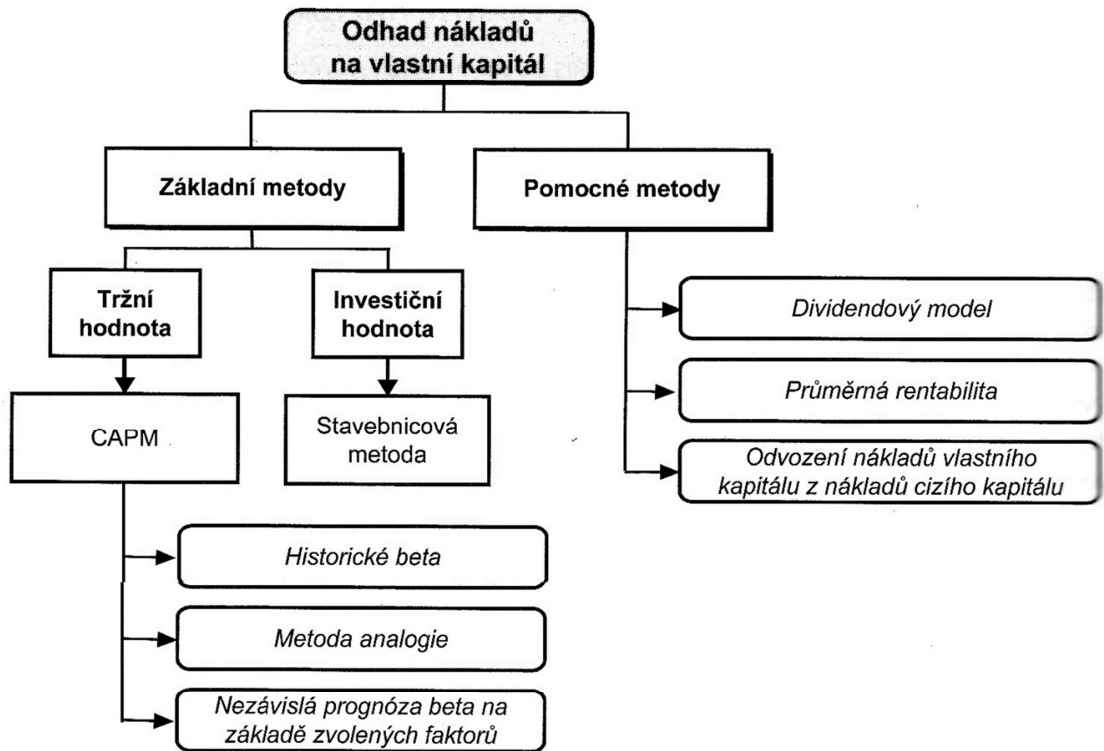 Odhad nákladů
na vlastní kapitál
Základní metody
Pomocné metody
Tržní
hodnota
Investiční
hodnota
CAPM
Stavebnicová
metoda
Dividendový model
Průměrná rentabilita
Odvození nákladů vlastního
kapitálu z nákladů cizího kapitálu
Historické beta
Metoda analogie
Nezávislá prognóza beta na
základě zvolených faktorů